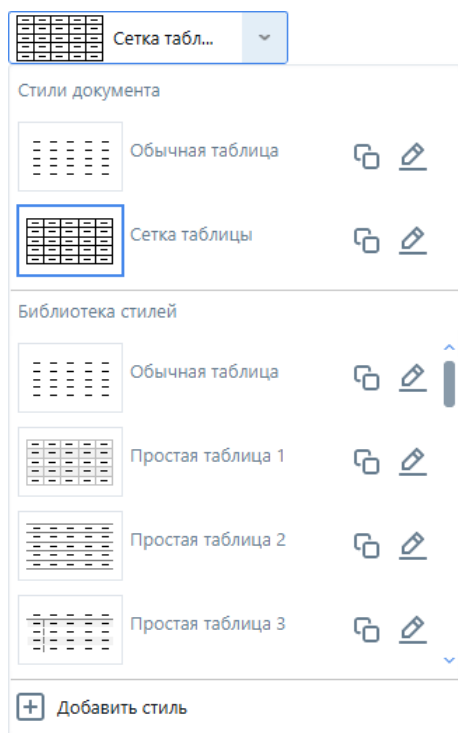 Сетка табл...
Стили документа
Обычная таблица
Сетка таблицы
Библиотека стилей
Обычная таблица
Простая таблица 1
Простая таблица 2
Простая таблица 3
Добавить стиль